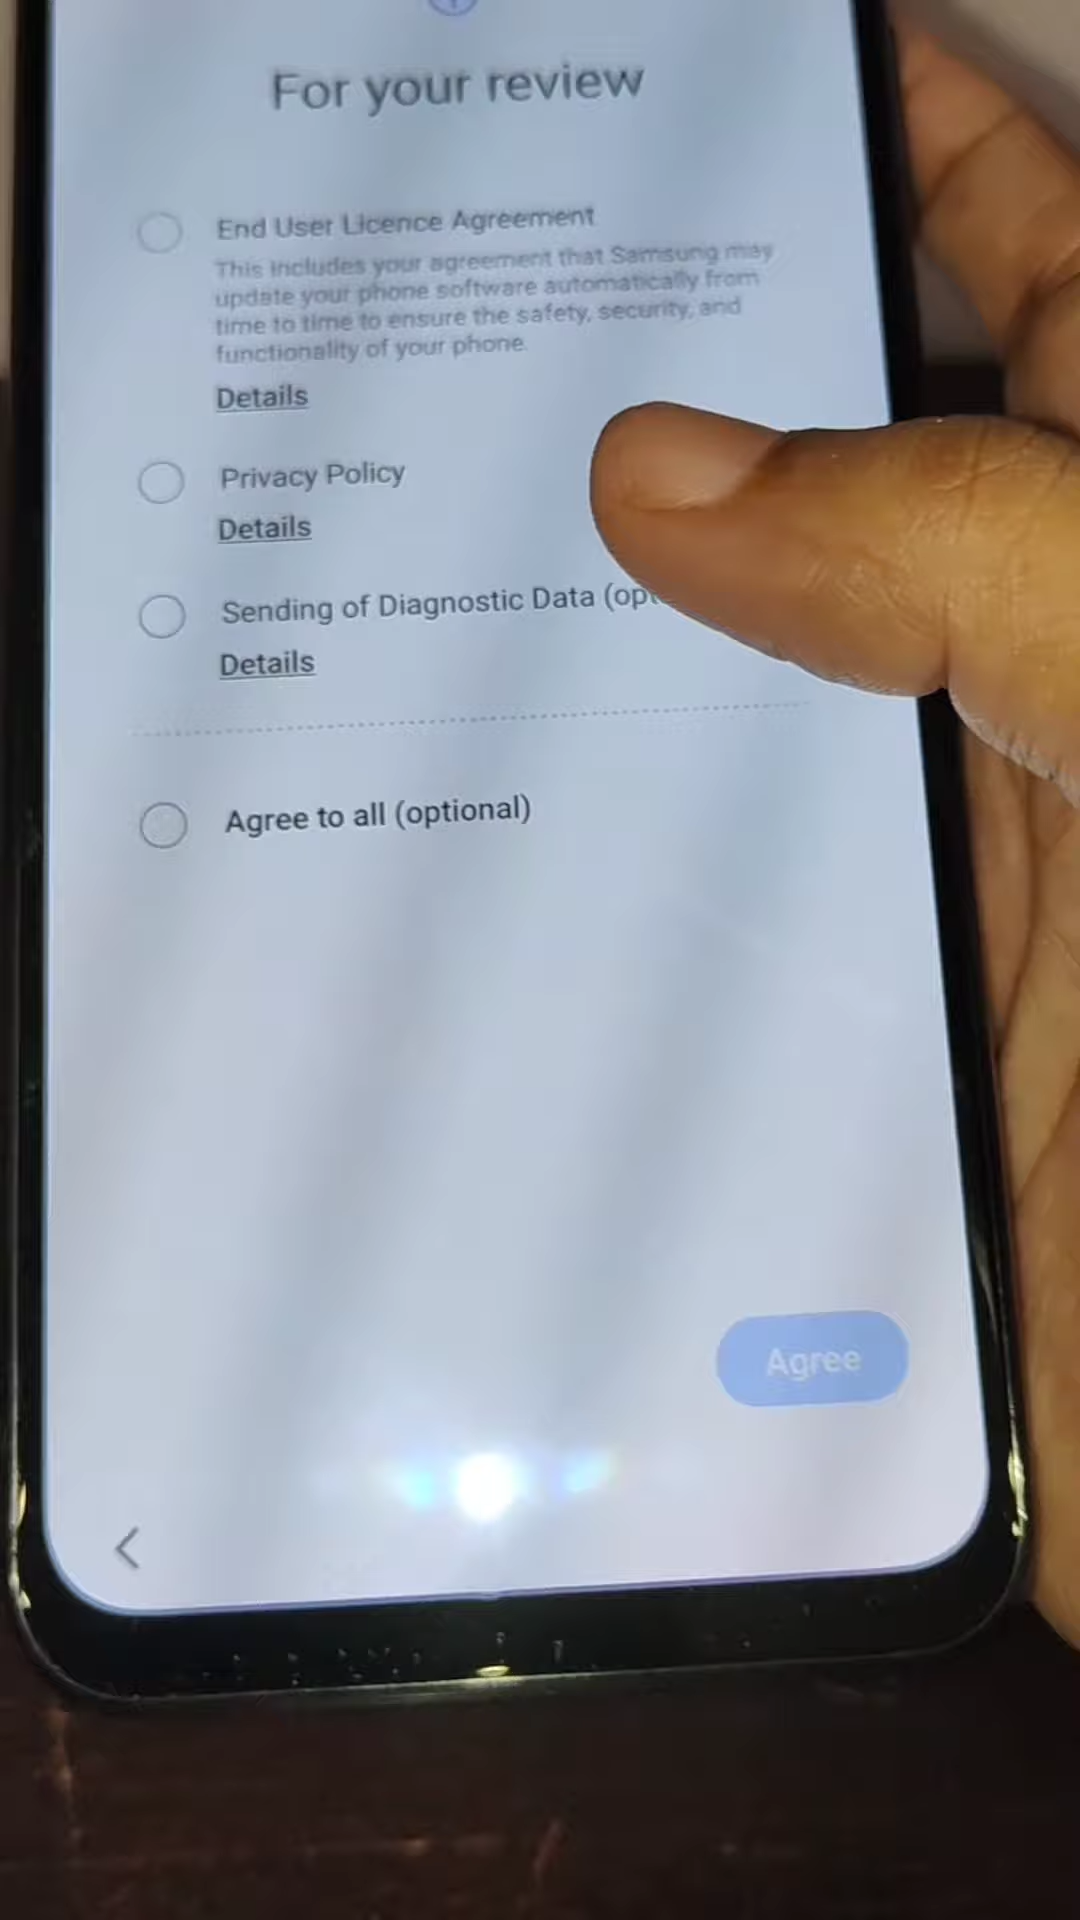 For your review
End User Licence Agreement
This includes your agreement that Samsung may
update your phone software automatically from
time to time to ensure the safety, security, and
functionality of your phone.
Details
Privacy Policy
Details
Sending of Diagnostic Data
Details
Agree to all (optional)
Agree